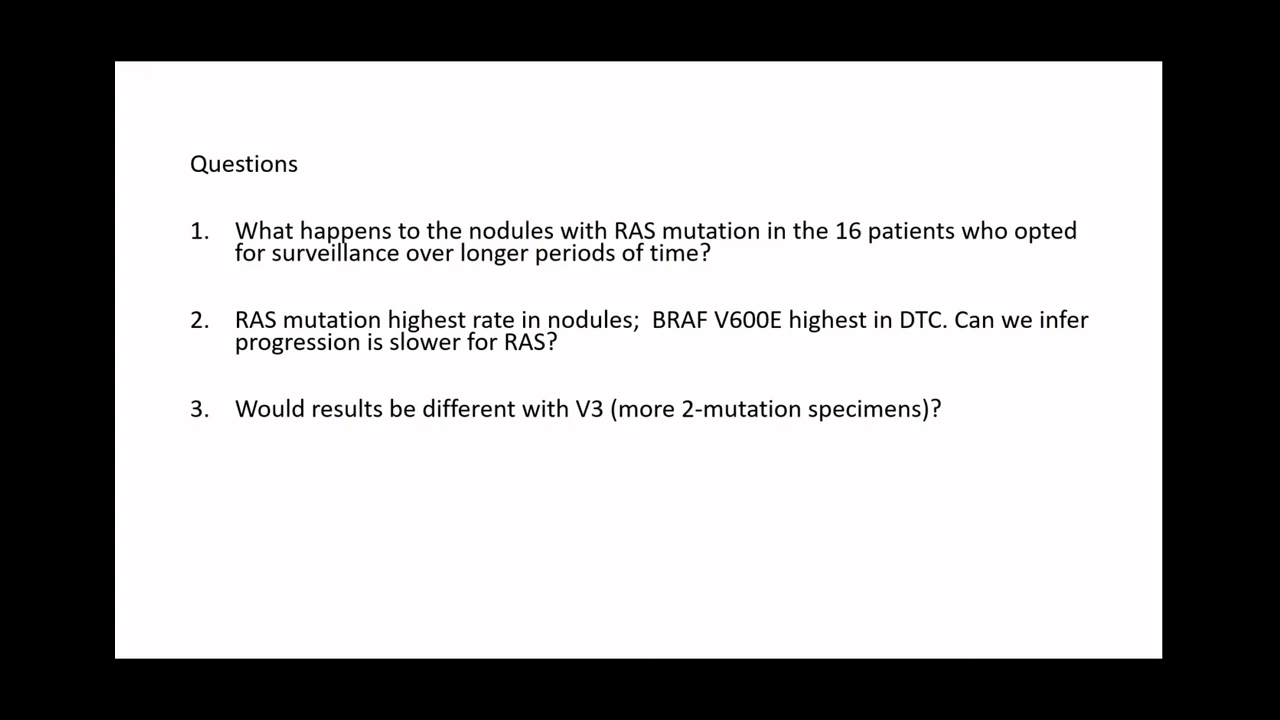 Questions
1. What happens to the nodules with RAS mutation in the 16 patients who opted
for surveillance over longer periods of time?
2. RAS mutation highest rate in nodules;  BRAF V600E highest in DTC. Can we infer
progression is slower for RAS?
3. Would results be different with V3 (more 2-mutation specimens)?